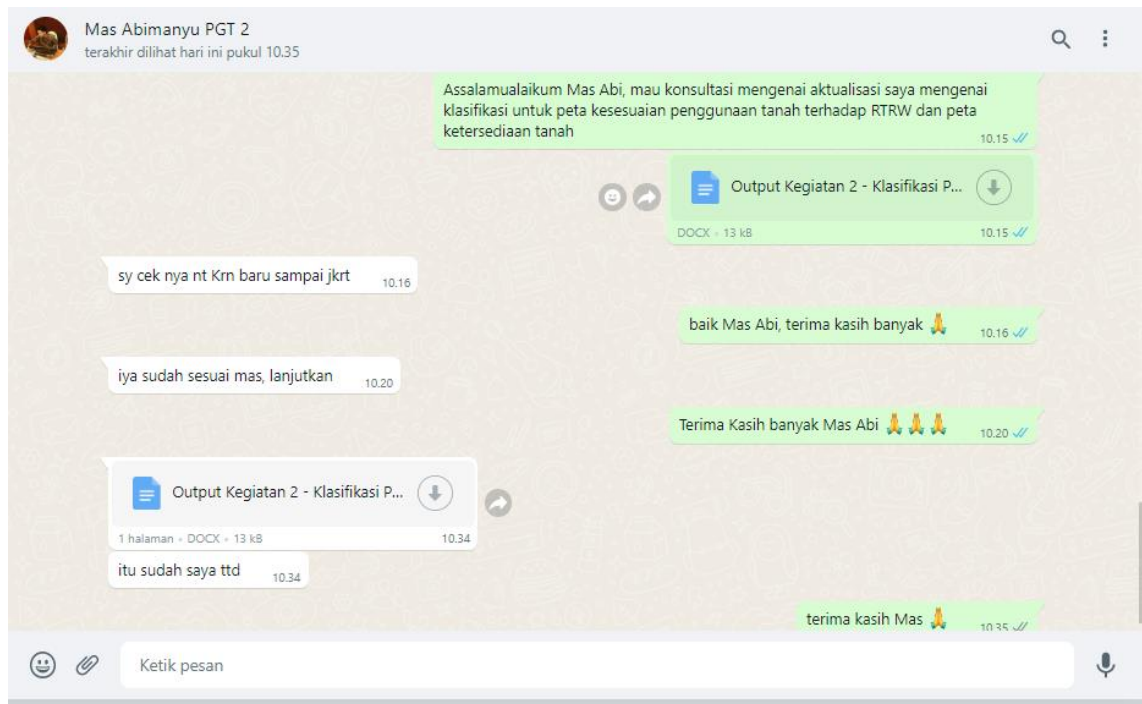 Mas Abimanyu PGT 2
terakhir dilihat hari ini pukul 10.35
Assalamualaikum Mas Abi, mau konsultasi mengenai aktualisasi saya mengenai
klasifikasi untuk peta kesesuaian penggunaan tanah terhadap RTRW dan peta
ketersediaan tanah
10.15
Output Kegiatan 2 - Klasifikasi P...
DOCX • 13 kB
10.15
sy cek nya nt Krn baru sampai jkrt
10.16
baik Mas Abi, terima kasih banyak 🙏
10.16
iya sudah sesuai mas, lanjutkan
10.20
Terima Kasih banyak Mas Abi 🙏🙏🙏
10.20
Output Kegiatan 2 - Klasifikasi P...
1 halaman • DOCX • 13 kB
10.34
itu sudah saya ttd
10.34
terima kasih Mas 🙏
10.35
Ketik pesan